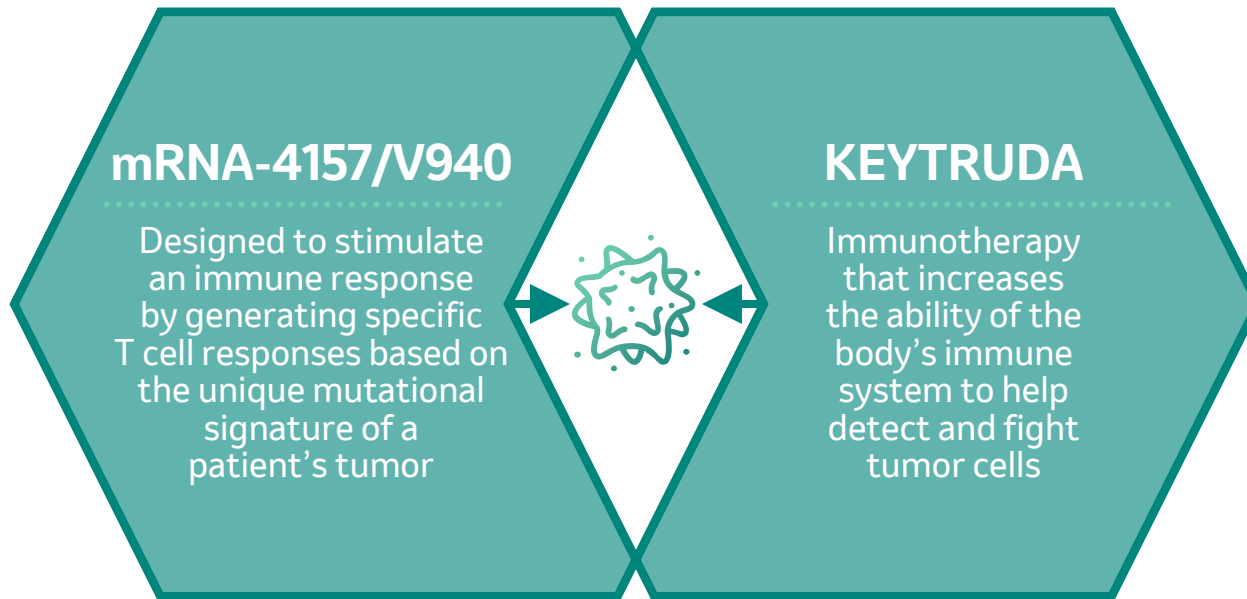 mRNA-4157/V940
Designed to stimulate
an immune response
by generating specific
T cell responses based on
the unique mutational
signature of a
patient’s tumor
KEYTRUDA
Immunotherapy
that increases
the ability of the
body’s immune
system to help
detect and fight
tumor cells